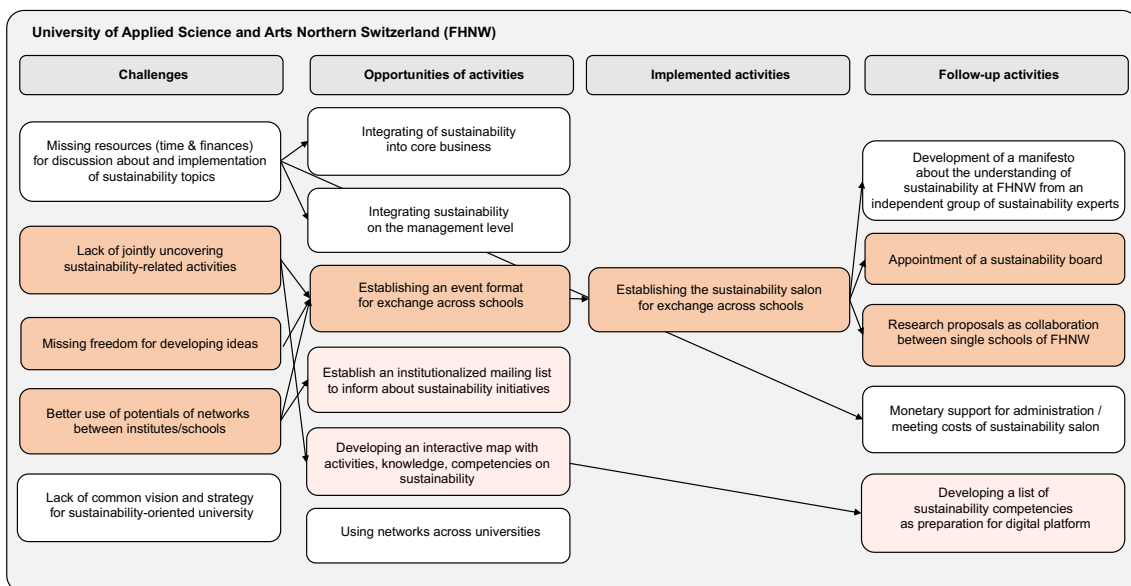 University of Applied Science and Arts Northern Switzerland (FHNW)
Challenges
Opportunities of activities
Implemented activities
Follow-up activities
Missing resources (time & finances)
for discussion about and implementation
of sustainability topics
Lack of jointly uncovering
sustainability-related activities
Missing freedom for developing ideas
Better use of potentials of networks
between institutes/schools
Lack of common vision and strategy
for sustainability-oriented university
Integrating of sustainability
into core business
Integrating sustainability
on the management level
Establishing an event format
for exchange across schools
Establish an institutionalized mailing list
to inform about sustainability initiatives
Developing an interactive map with
activities, knowledge, competencies on
sustainability
Using networks across universities
Establishing the sustainability salon
for exchange across schools
Development of a manifesto
about the understanding of
sustainability at FHNW from an
independent group of sustainability experts
Appointment of a sustainability board
Research proposals as collaboration
between single schools of FHNW
Monetary support for administration /
meeting costs of sustainability salon
Developing a list of
sustainability competencies
as preparation for digital platform